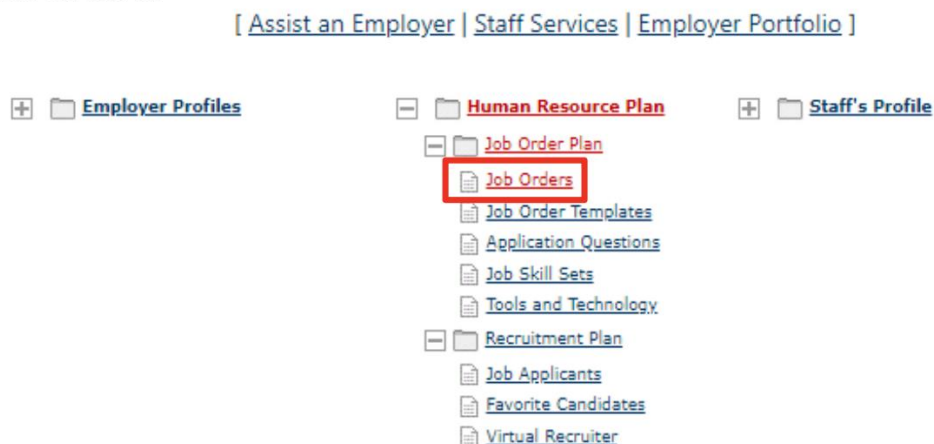 [ Assist an Employer | Staff Services | Employer Portfolio ]
Employer Profiles
Human Resource Plan
Staff's Profile
Job Order Plan
Job Orders
Job Order Templates
Application Questions
Job Skill Sets
Tools and Technology
Recruitment Plan
Job Applicants
Favorite Candidates
Virtual Recruiter